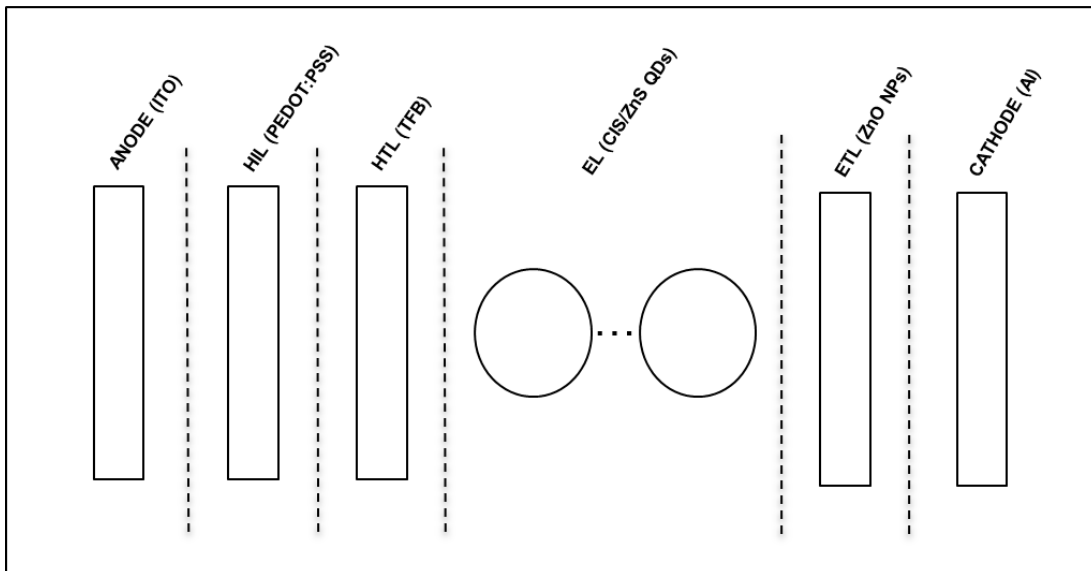 ANODE (ITO)
HIL (PEDOT:PSS)
HTL (TFB)
EL (CIS/ZnS QDs)
ETL (ZnO NPs)
CATHODE (Al)